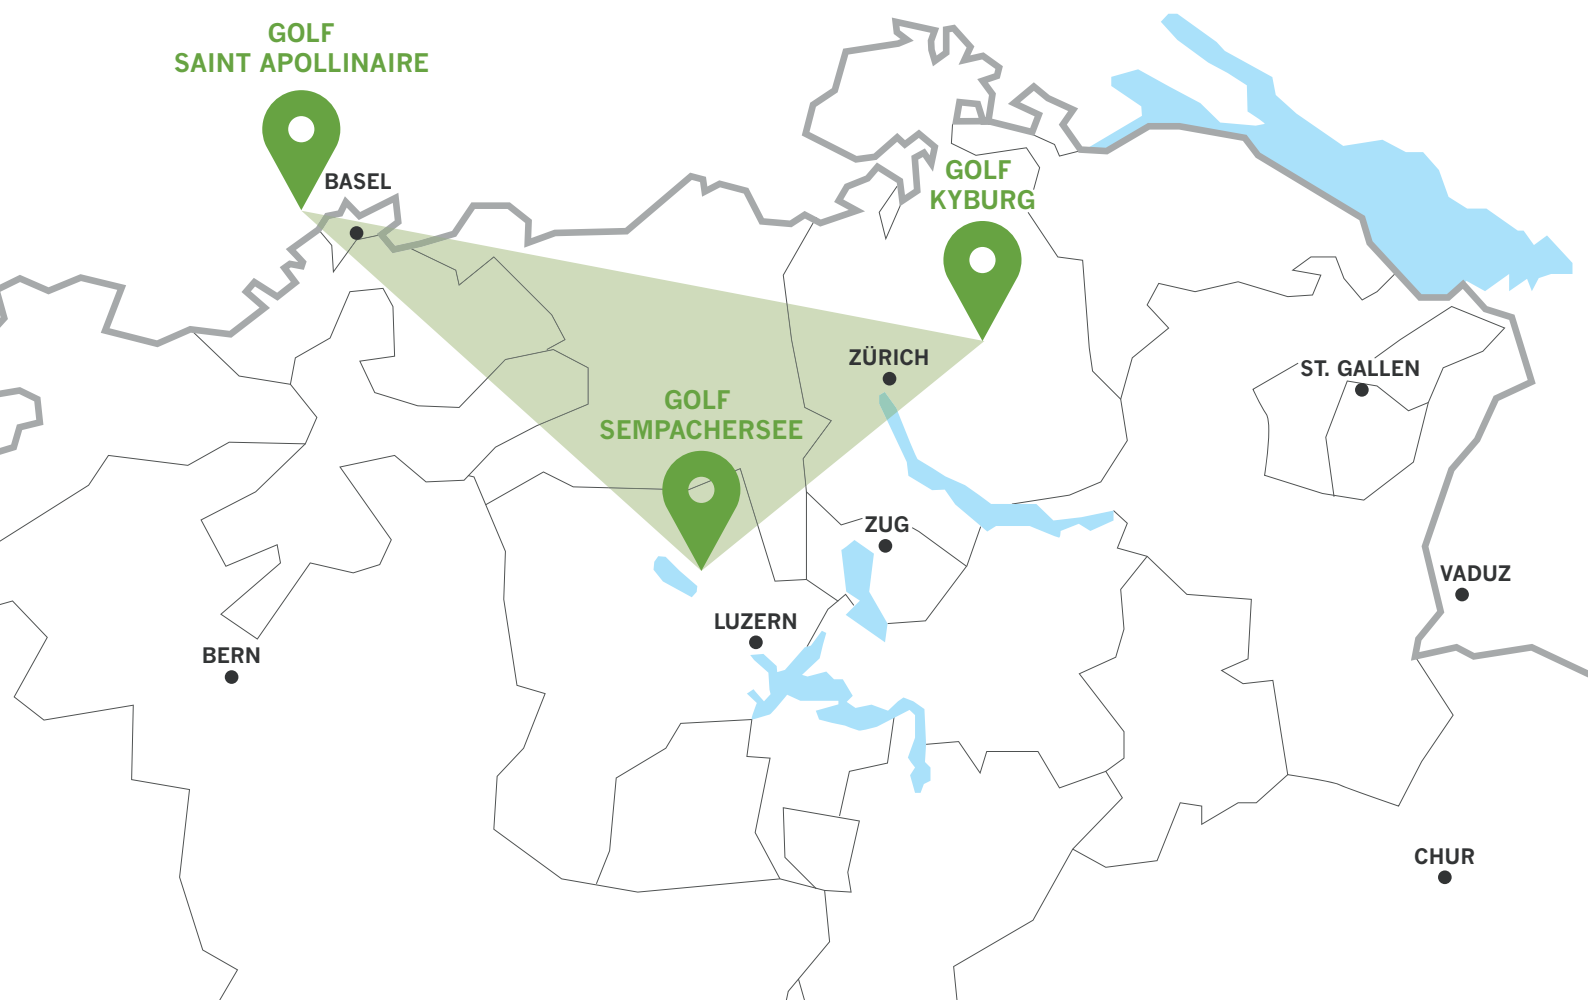 GOLF
SAINT APOLLINAIRE
BASEL
GOLF
KYBURG
ZÜRICH
ST. GALLEN
GOLF
SEMPACHERSEE
ZUG
VADUZ
LUZERN
BERN
CHUR